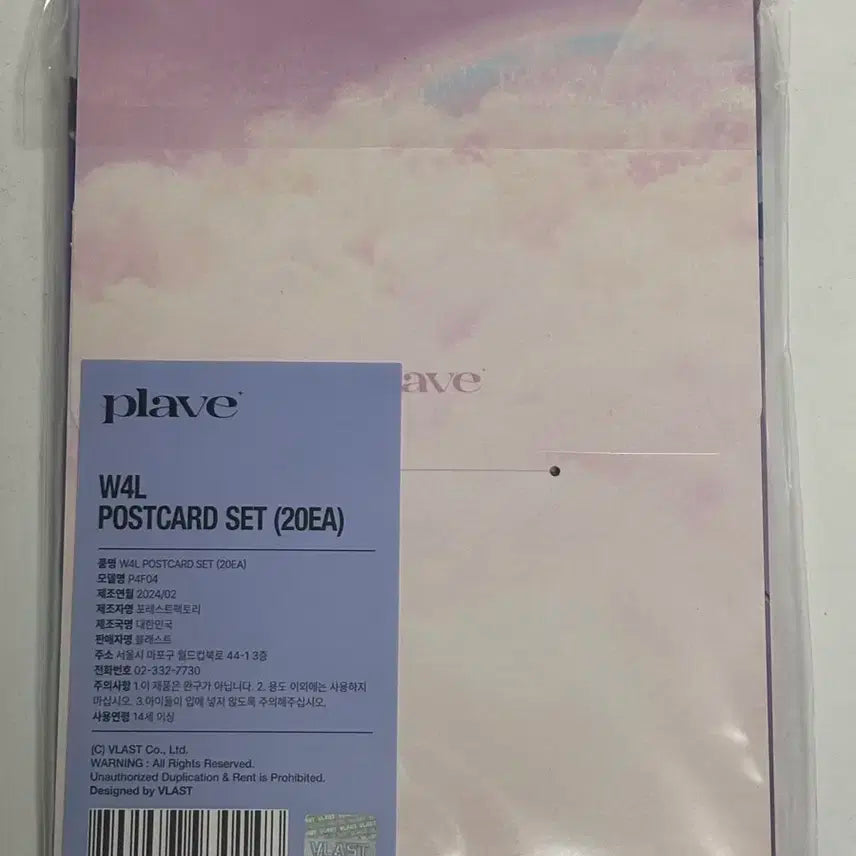 ave
plave
W4L
POSTCARD SET (20EA)
품명 W4L POSTCARD SET (20EA)
모델명 P4F04
제조연월 2024/02
제조자명 포레스트팩토리
제조국명 대한민국
판매자명 블래스트
주소 서울시 마포구 월드컵북로 44-1 3층
전화번호 02-332-7730
주의사항 1.이 제품은 완구가 아닙니다. 2. 용도 이외에는 사용하지
마십시오. 3.아이들이 입에 넣지 않도록 주의해주십시오.
사용연령 14세 이상
(C) VLAST Co., Ltd.
WARNING : All Rights Reserved.
Unauthorized Duplication & Rent is Prohibited.
Designed by VLAST
VLAST